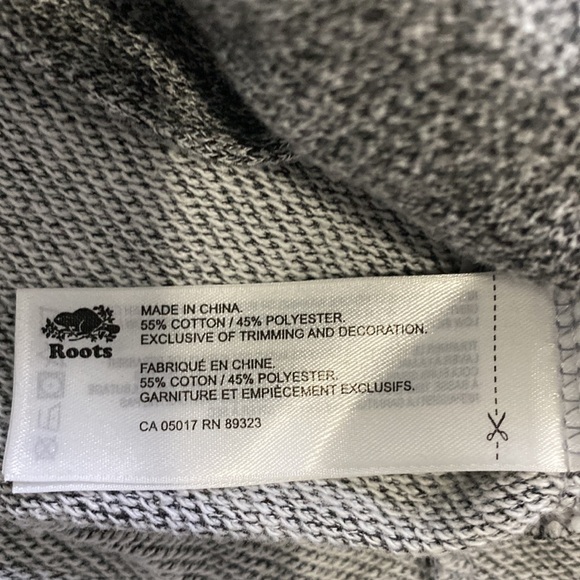 Roots
MADE IN CHINA.
55% COTTON / 45% POLYESTER.
EXCLUSIVE OF TRIMMING AND DECORATION.
FABRIQUÉ EN CHINE.
55% COTTON / 45% POLYESTER.
GARNITURE ET EMPIÈCEMENT EXCLUSIFS.
CA 05017 RN 89323